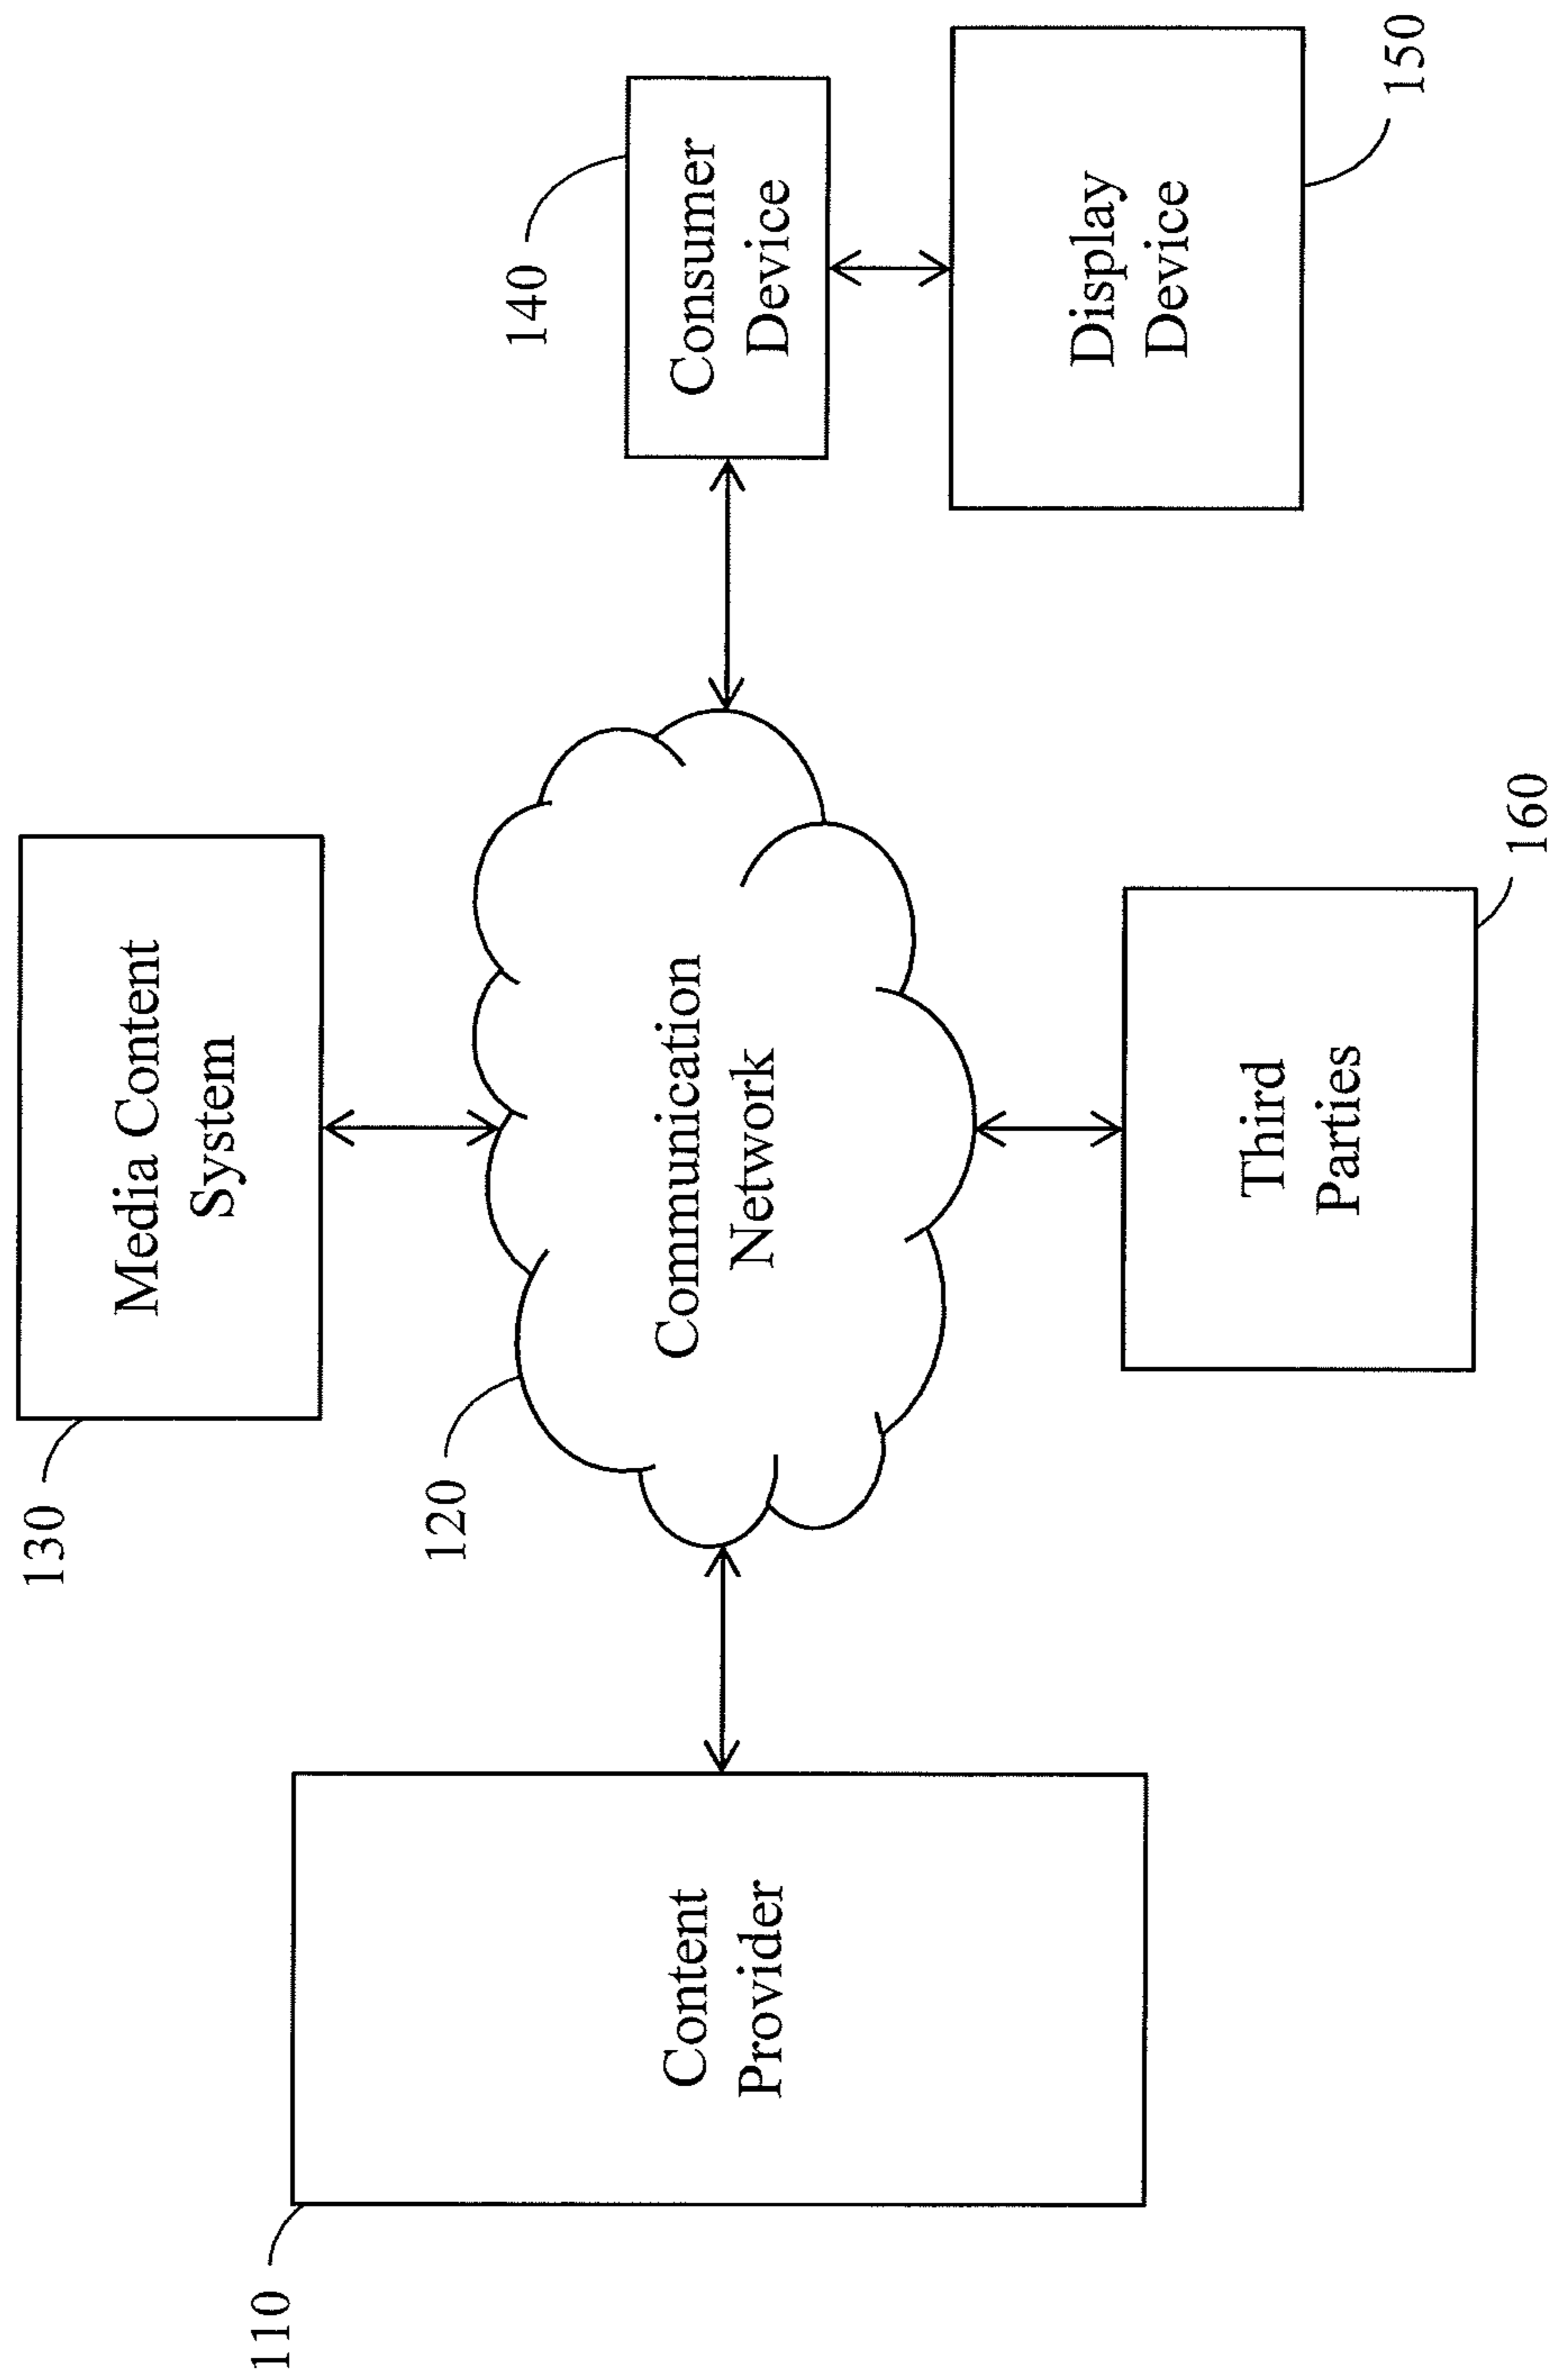 130
Media Content
System
110
Content
Provider
120
Communication
Network
140
Consumer
Device
Display
Device
150
Third
Parties
160